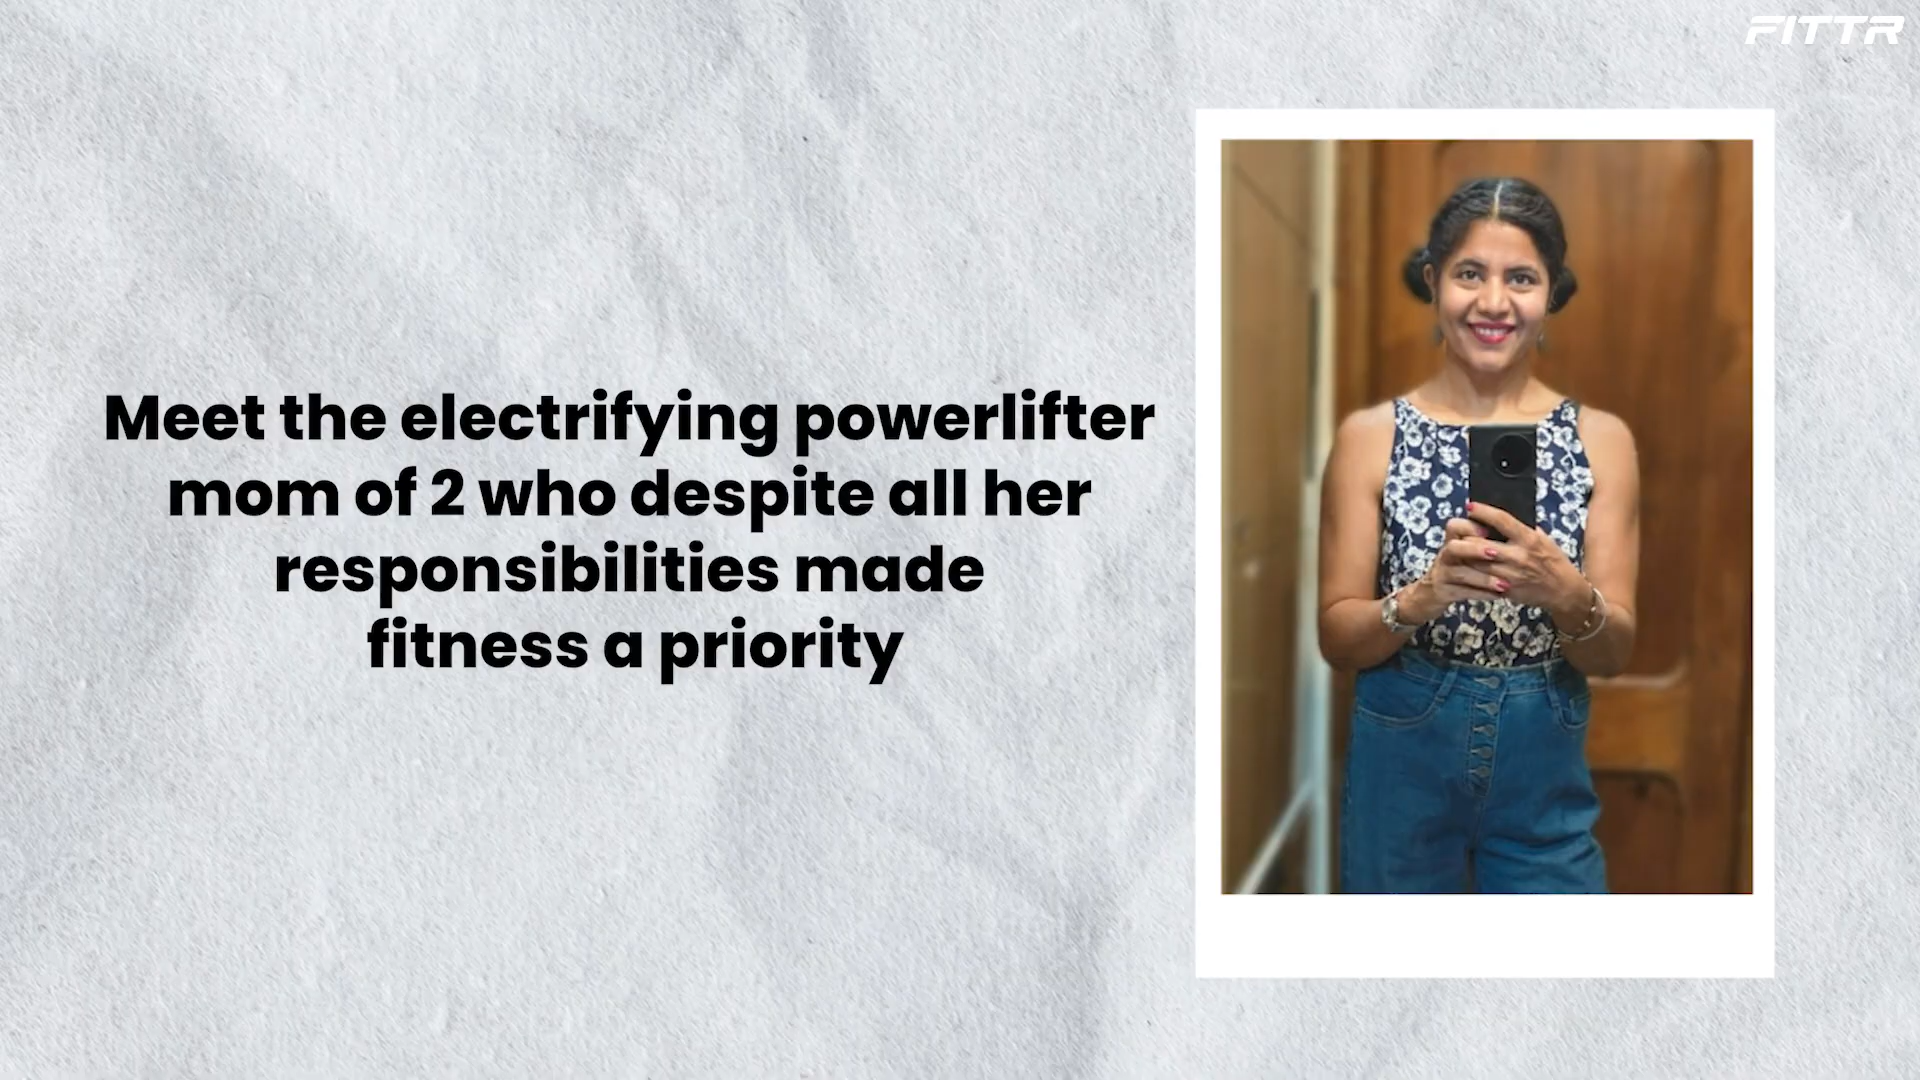 FITTR
Meet the electrifying powerlifter
mom of 2 who despite all her
responsibilities made
fitness a priority